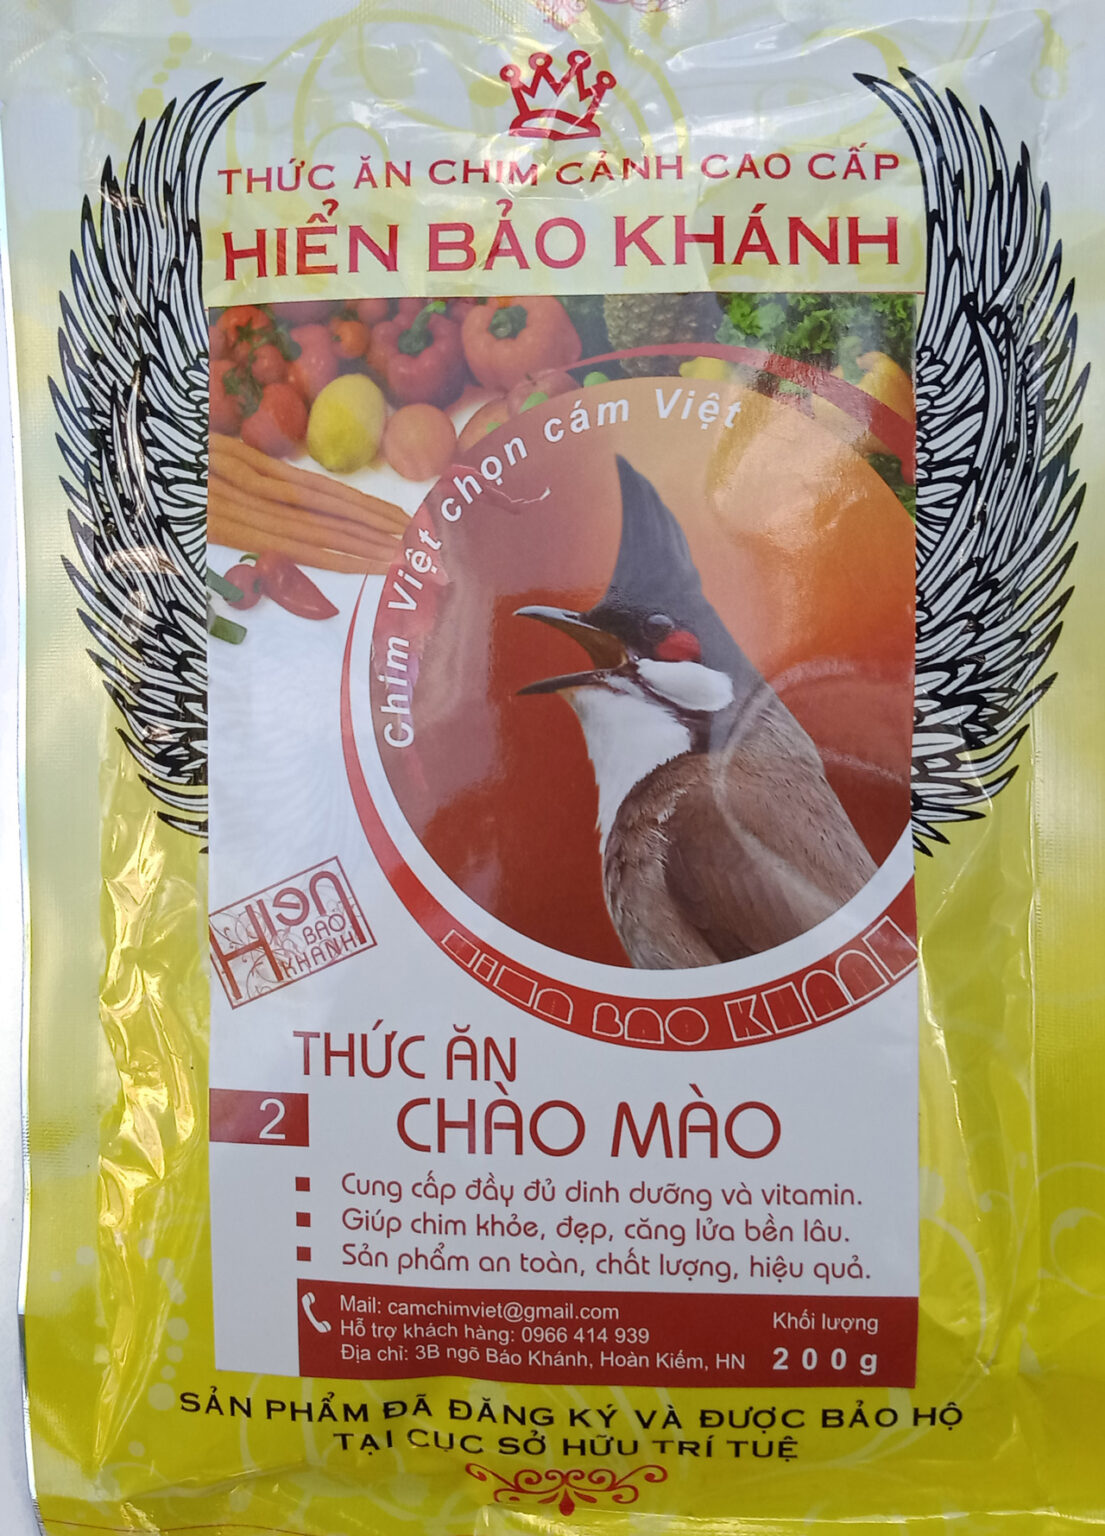 THỨC ĂN CHIM CẢNH CAO CẤP
HIỂN BẢO KHÁNH
Chim Việt chọn cám Việt
HIEN
BAO
KHANH
HIEN BAO KHANH
THỨC ĂN
2
CHÀO MÀO
Cung cấp đầy đủ dinh dưỡng và vitamin.
Giúp chim khỏe, đẹp, căng lửa bền lâu.
Sản phẩm an toàn, chất lượng, hiệu quả.
Mail: camchimviet@gmail.com
Hỗ trợ khách hàng: 0966 414 939
Địa chỉ: 3B ngõ Báo Khánh, Hoàn Kiếm, HN
Khối lượng
200g
SẢN PHẨM ĐÃ ĐĂNG KÝ VÀ ĐƯỢC BẢO HỘ
TẠI CỤC SỞ HỮU TRÍ TUỆ